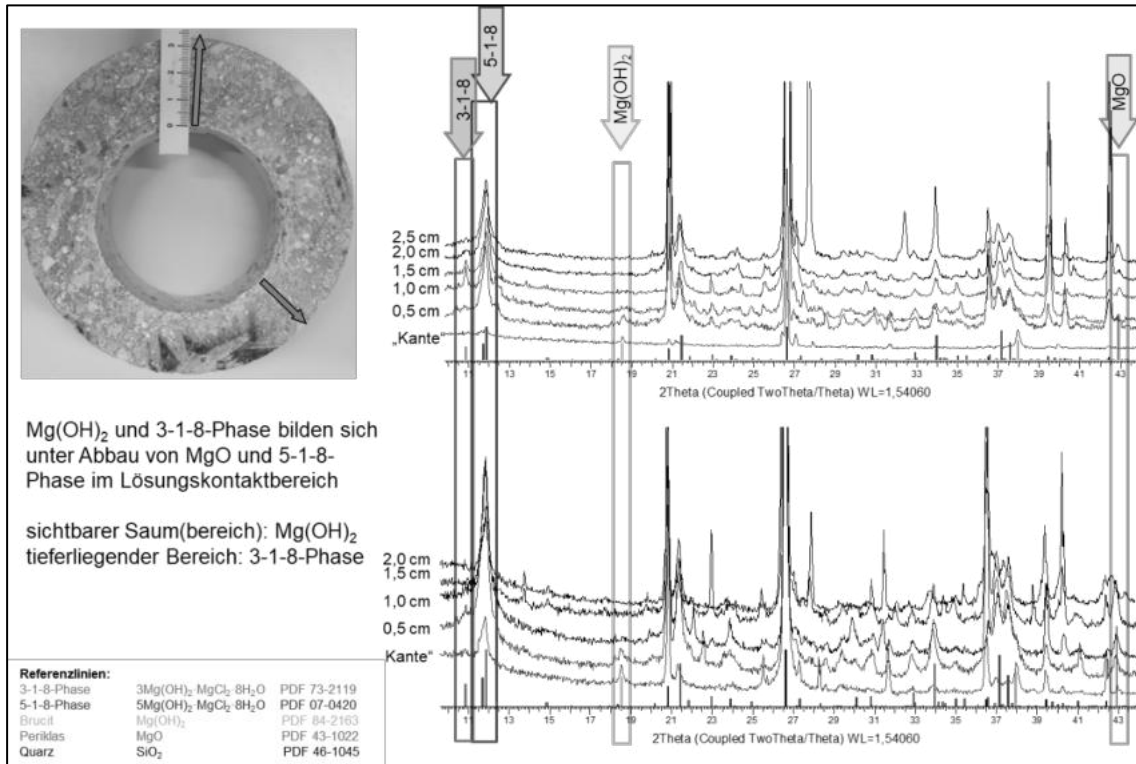 3-1-8
5-1-8
Mg(OH)₂
MgO
0 1 2 3
2,5 cm
2,0 cm
1,5 cm
1,0 cm
0,5 cm
„Kante“
11 13 15 17 19 21 23 25 27 29 31 33 35 37 39 41 43
2Theta (Coupled TwoTheta/Theta) WL=1,54060
Mg(OH)₂ und 3-1-8-Phase bilden sich
unter Abbau von MgO und 5-1-8-
Phase im Lösungskontaktbereich
sichtbarer Saum(bereich): Mg(OH)₂
tieferliegender Bereich: 3-1-8-Phase
2,0 cm
1,5 cm
1,0 cm
0,5 cm
Kante“
11 13 15 17 19 21 23 25 27 29 31 33 35 37 39 41 43
2Theta (Coupled TwoTheta/Theta) WL=1,54060
Referenzlinien:
3-1-8-Phase 3Mg(OH)₂·MgCl₂·8H₂O PDF 73-2119
5-1-8-Phase 5Mg(OH)₂·MgCl₂·8H₂O PDF 07-0420
Brucit Mg(OH)₂ PDF 84-2163
Periklas MgO PDF 43-1022
Quarz SiO₂ PDF 46-1045